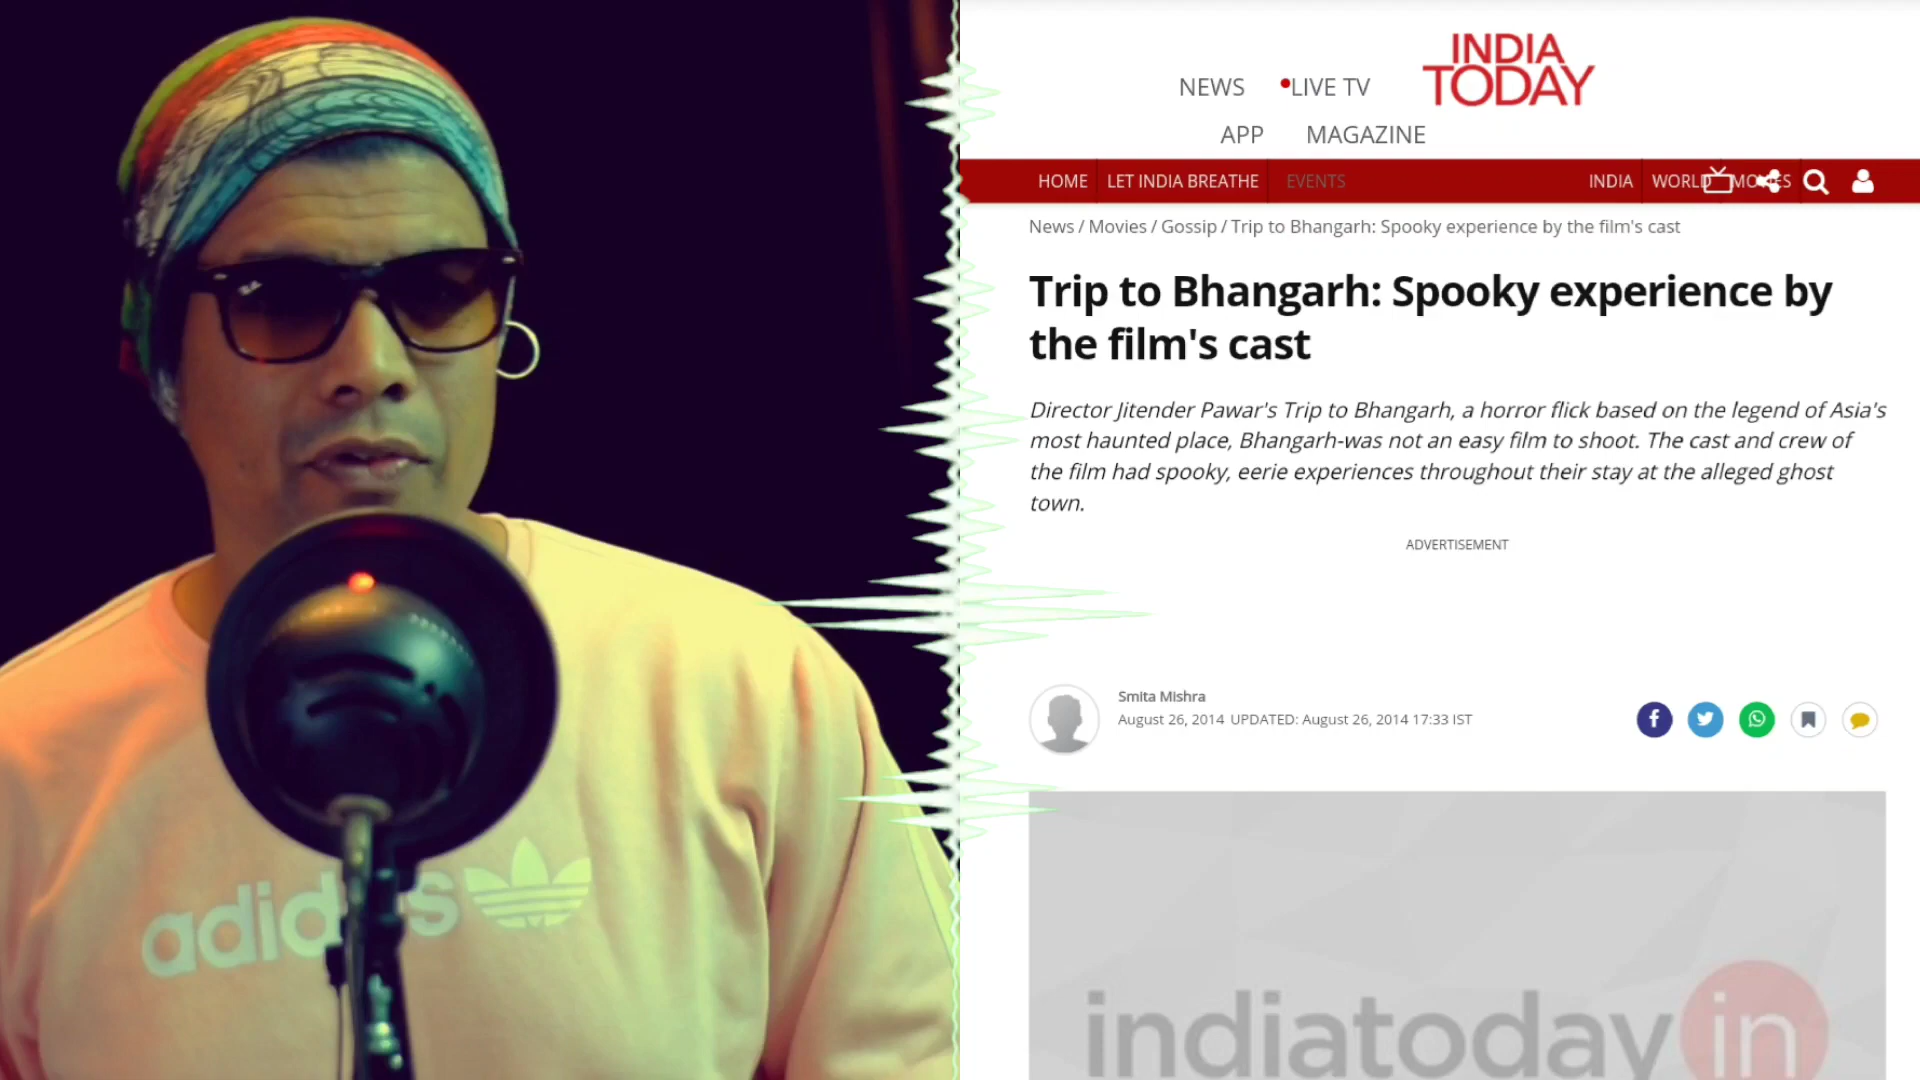 INDIA
TODAY
NEWS LIVE TV
APP MAGAZINE
HOME LET INDIA BREATHE EVENTS INDIA WORLD MOVIES
News / Movies / Gossip / Trip to Bhangarh: Spooky experience by the film's cast
Trip to Bhangarh: Spooky experience by
the film's cast
Director Jitender Pawar's Trip to Bhangarh, a horror flick based on the legend of Asia's
most haunted place, Bhangarh-was not an easy film to shoot. The cast and crew of
the film had spooky, eerie experiences throughout their stay at the alleged ghost
town.
ADVERTISEMENT
Smita Mishra
August 26, 2014 UPDATED: August 26, 2014 17:33 IST
indiatoday in
adidas